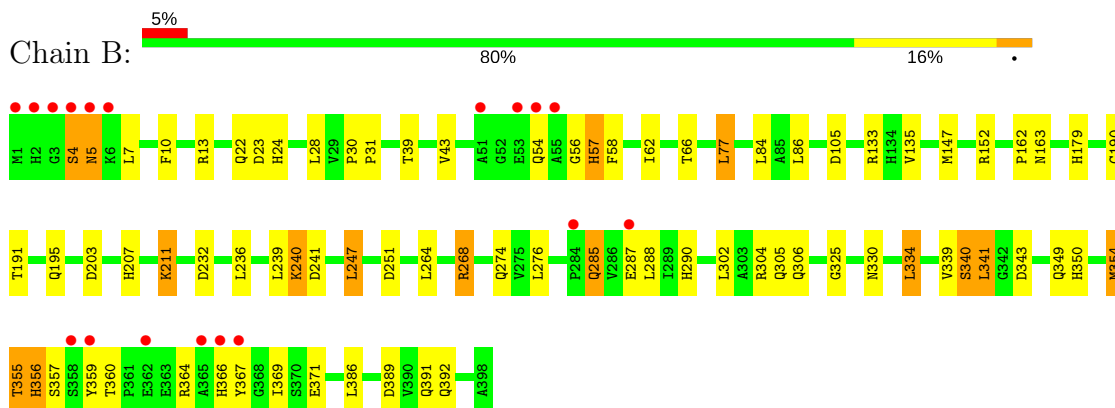 5%
Chain B:
80% 16% •
M1 H2 G3 S4 N5 K6 L7 F10 R13 Q22 D23 H24 L28 V29 P30 P31 T39 V43 A51 G52 E53 Q54 A55 G56 H57 F58 I62 T66 L77 L84 A85 L86 D105 R133 H134 V135 M147 R152 P162 N163 H179 G190
T191 Q195 D203 H207 K211 D232 L236 L239 K240 D241 L247 D251 L264 R268 Q274 V275 L276 P284 Q285 V286 E287 L288 I289 H290 L302 A303 R304 Q305 Q306 G325 N330 L334 V339 S340 L341 G342 D343 Q349 H350 M354
T355 H356 S357 S358 Y359 T360 P361 E362 E363 R364 A365 H366 Y367 G368 I369 S370 E371 L386 D389 V390 Q391 Q392 A398